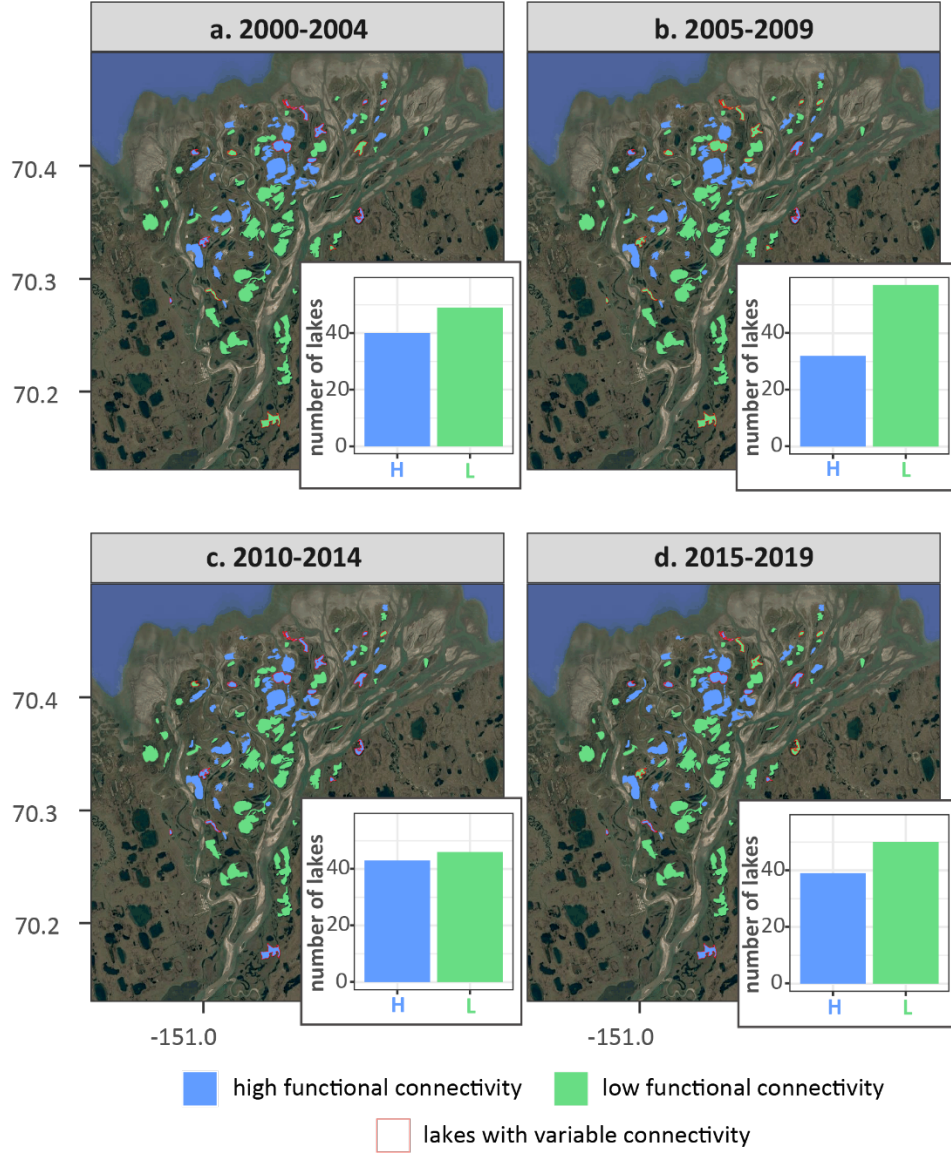 a. 2000-2004
b. 2005-2009
70.4
70.3
70.2
number of lakes
40
20
0
H
L
number of lakes
40
20
0
H
L
c. 2010-2014
d. 2015-2019
70.4
70.3
70.2
number of lakes
40
20
0
H
L
number of lakes
40
20
0
H
L
-151.0
-151.0
high functional connectivity
low functional connectivity
lakes with variable connectivity